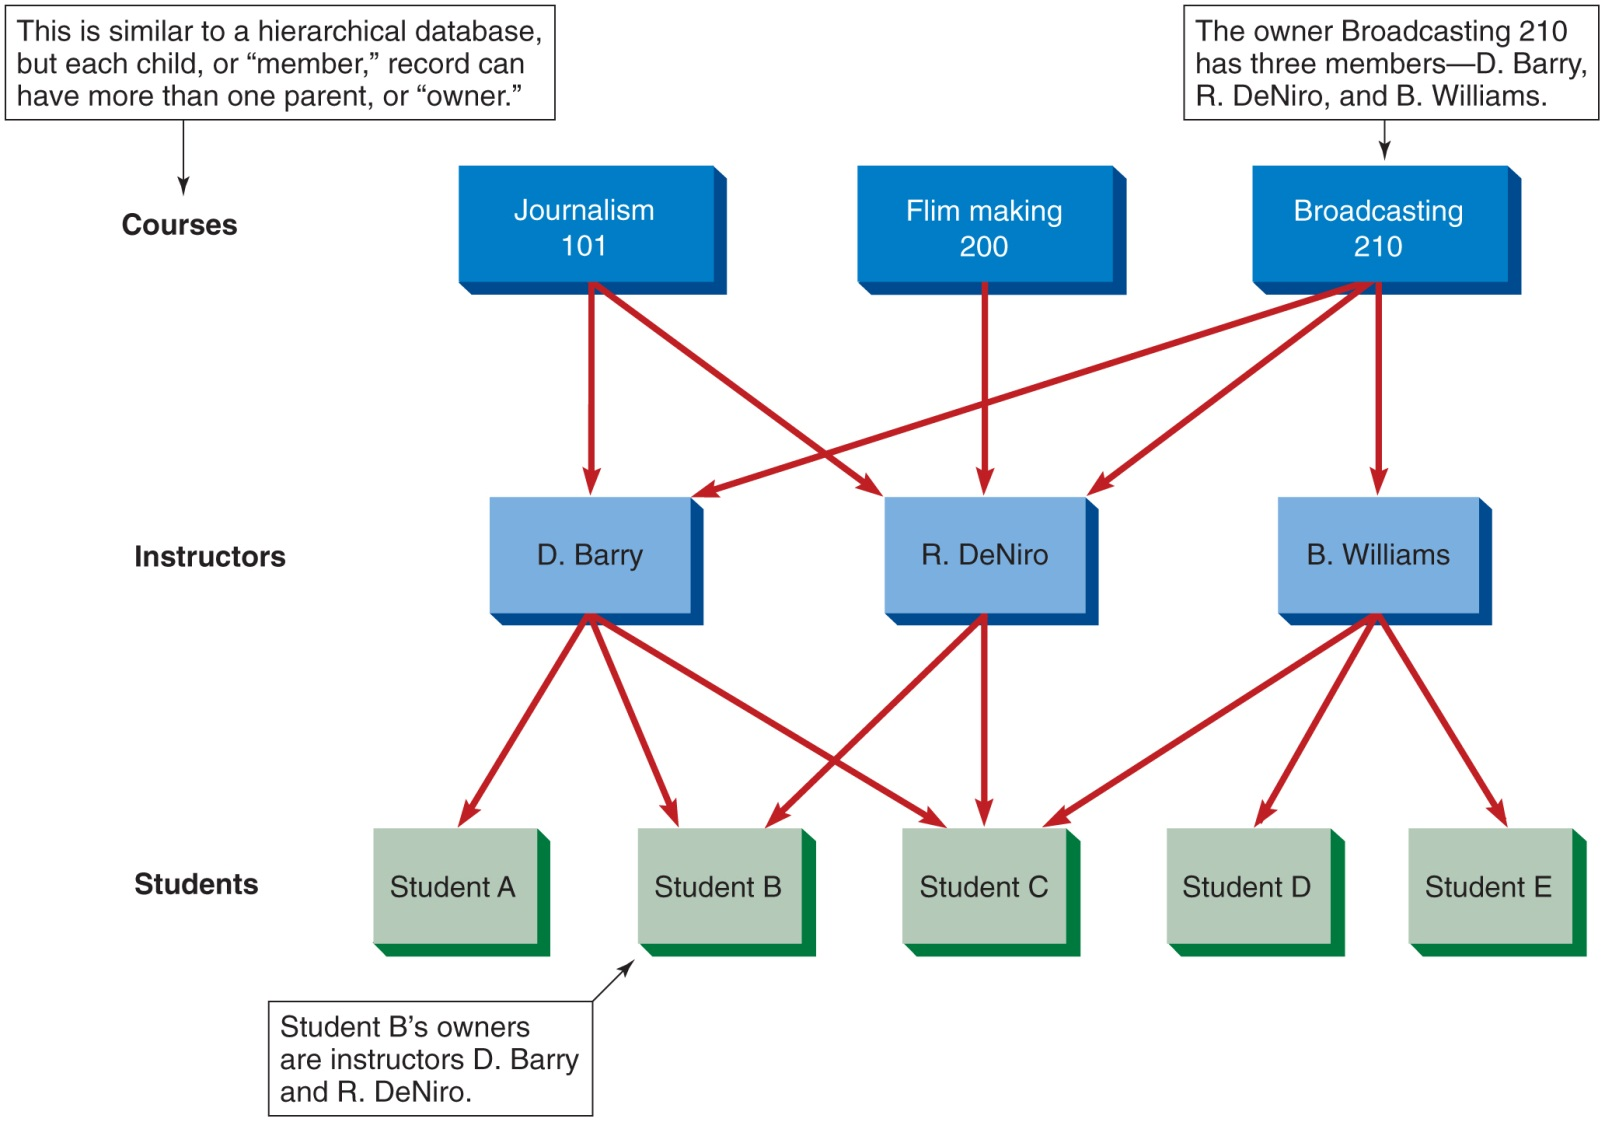 This is similar to a hierarchical database,
but each child, or “member,” record can
have more than one parent, or “owner.”
The owner Broadcasting 210
has three members—D. Barry,
R. DeNiro, and B. Williams.
Courses
Journalism
101
Flim making
200
Broadcasting
210
Instructors
D. Barry
R. DeNiro
B. Williams
Students
Student A
Student B
Student C
Student D
Student E
Student B’s owners
are instructors D. Barry
and R. DeNiro.